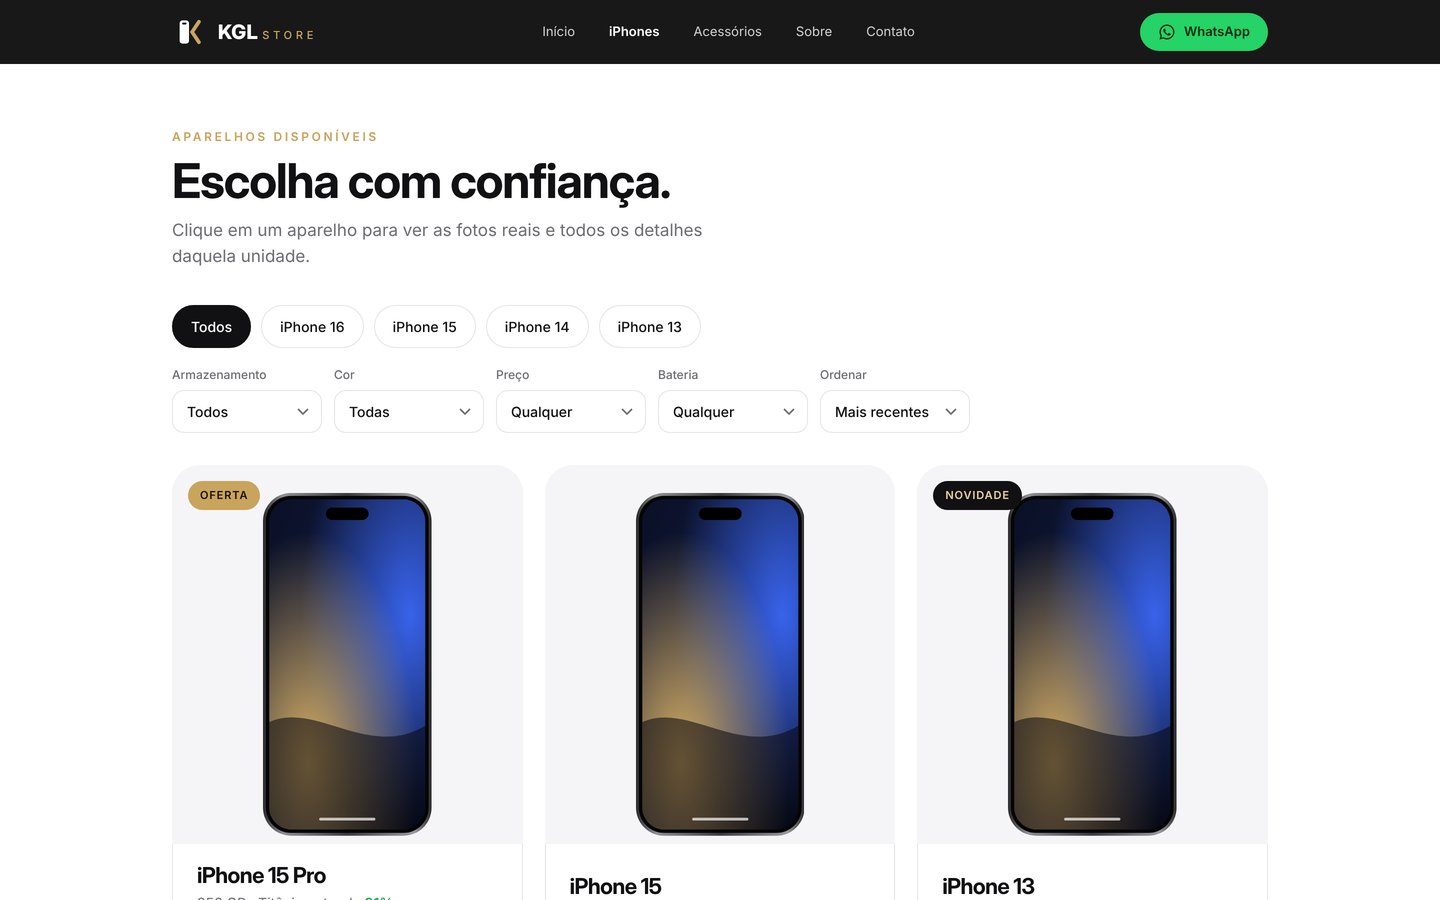 KGL STORE
Início
iPhones
Acessórios
Sobre
Contato
WhatsApp
APARELHOS DISPONÍVEIS
Escolha com confiança.
Clique em um aparelho para ver as fotos reais e todos os detalhes
daquela unidade.
Todos
iPhone 16
iPhone 15
iPhone 14
iPhone 13
Armazenamento
Cor
Preço
Bateria
Ordenar
Todos
Todas
Qualquer
Qualquer
Mais recentes
OFERTA
NOVIDADE
iPhone 15 Pro
iPhone 15
iPhone 13